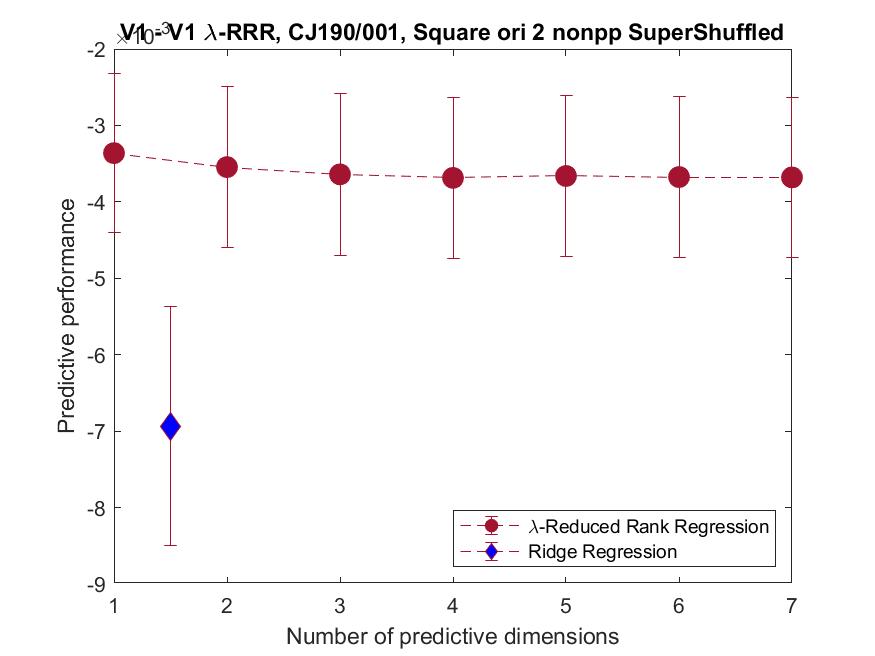 V1 - V1 λ-RRR, CJ190/001, Square ori 2 nonpp SuperShuffled
×10-3
-2
-3
-4
-5
-6
-7
-8
-9
Predictive performance
1 2 3 4 5 6 7
Number of predictive dimensions
λ-Reduced Rank Regression
Ridge Regression